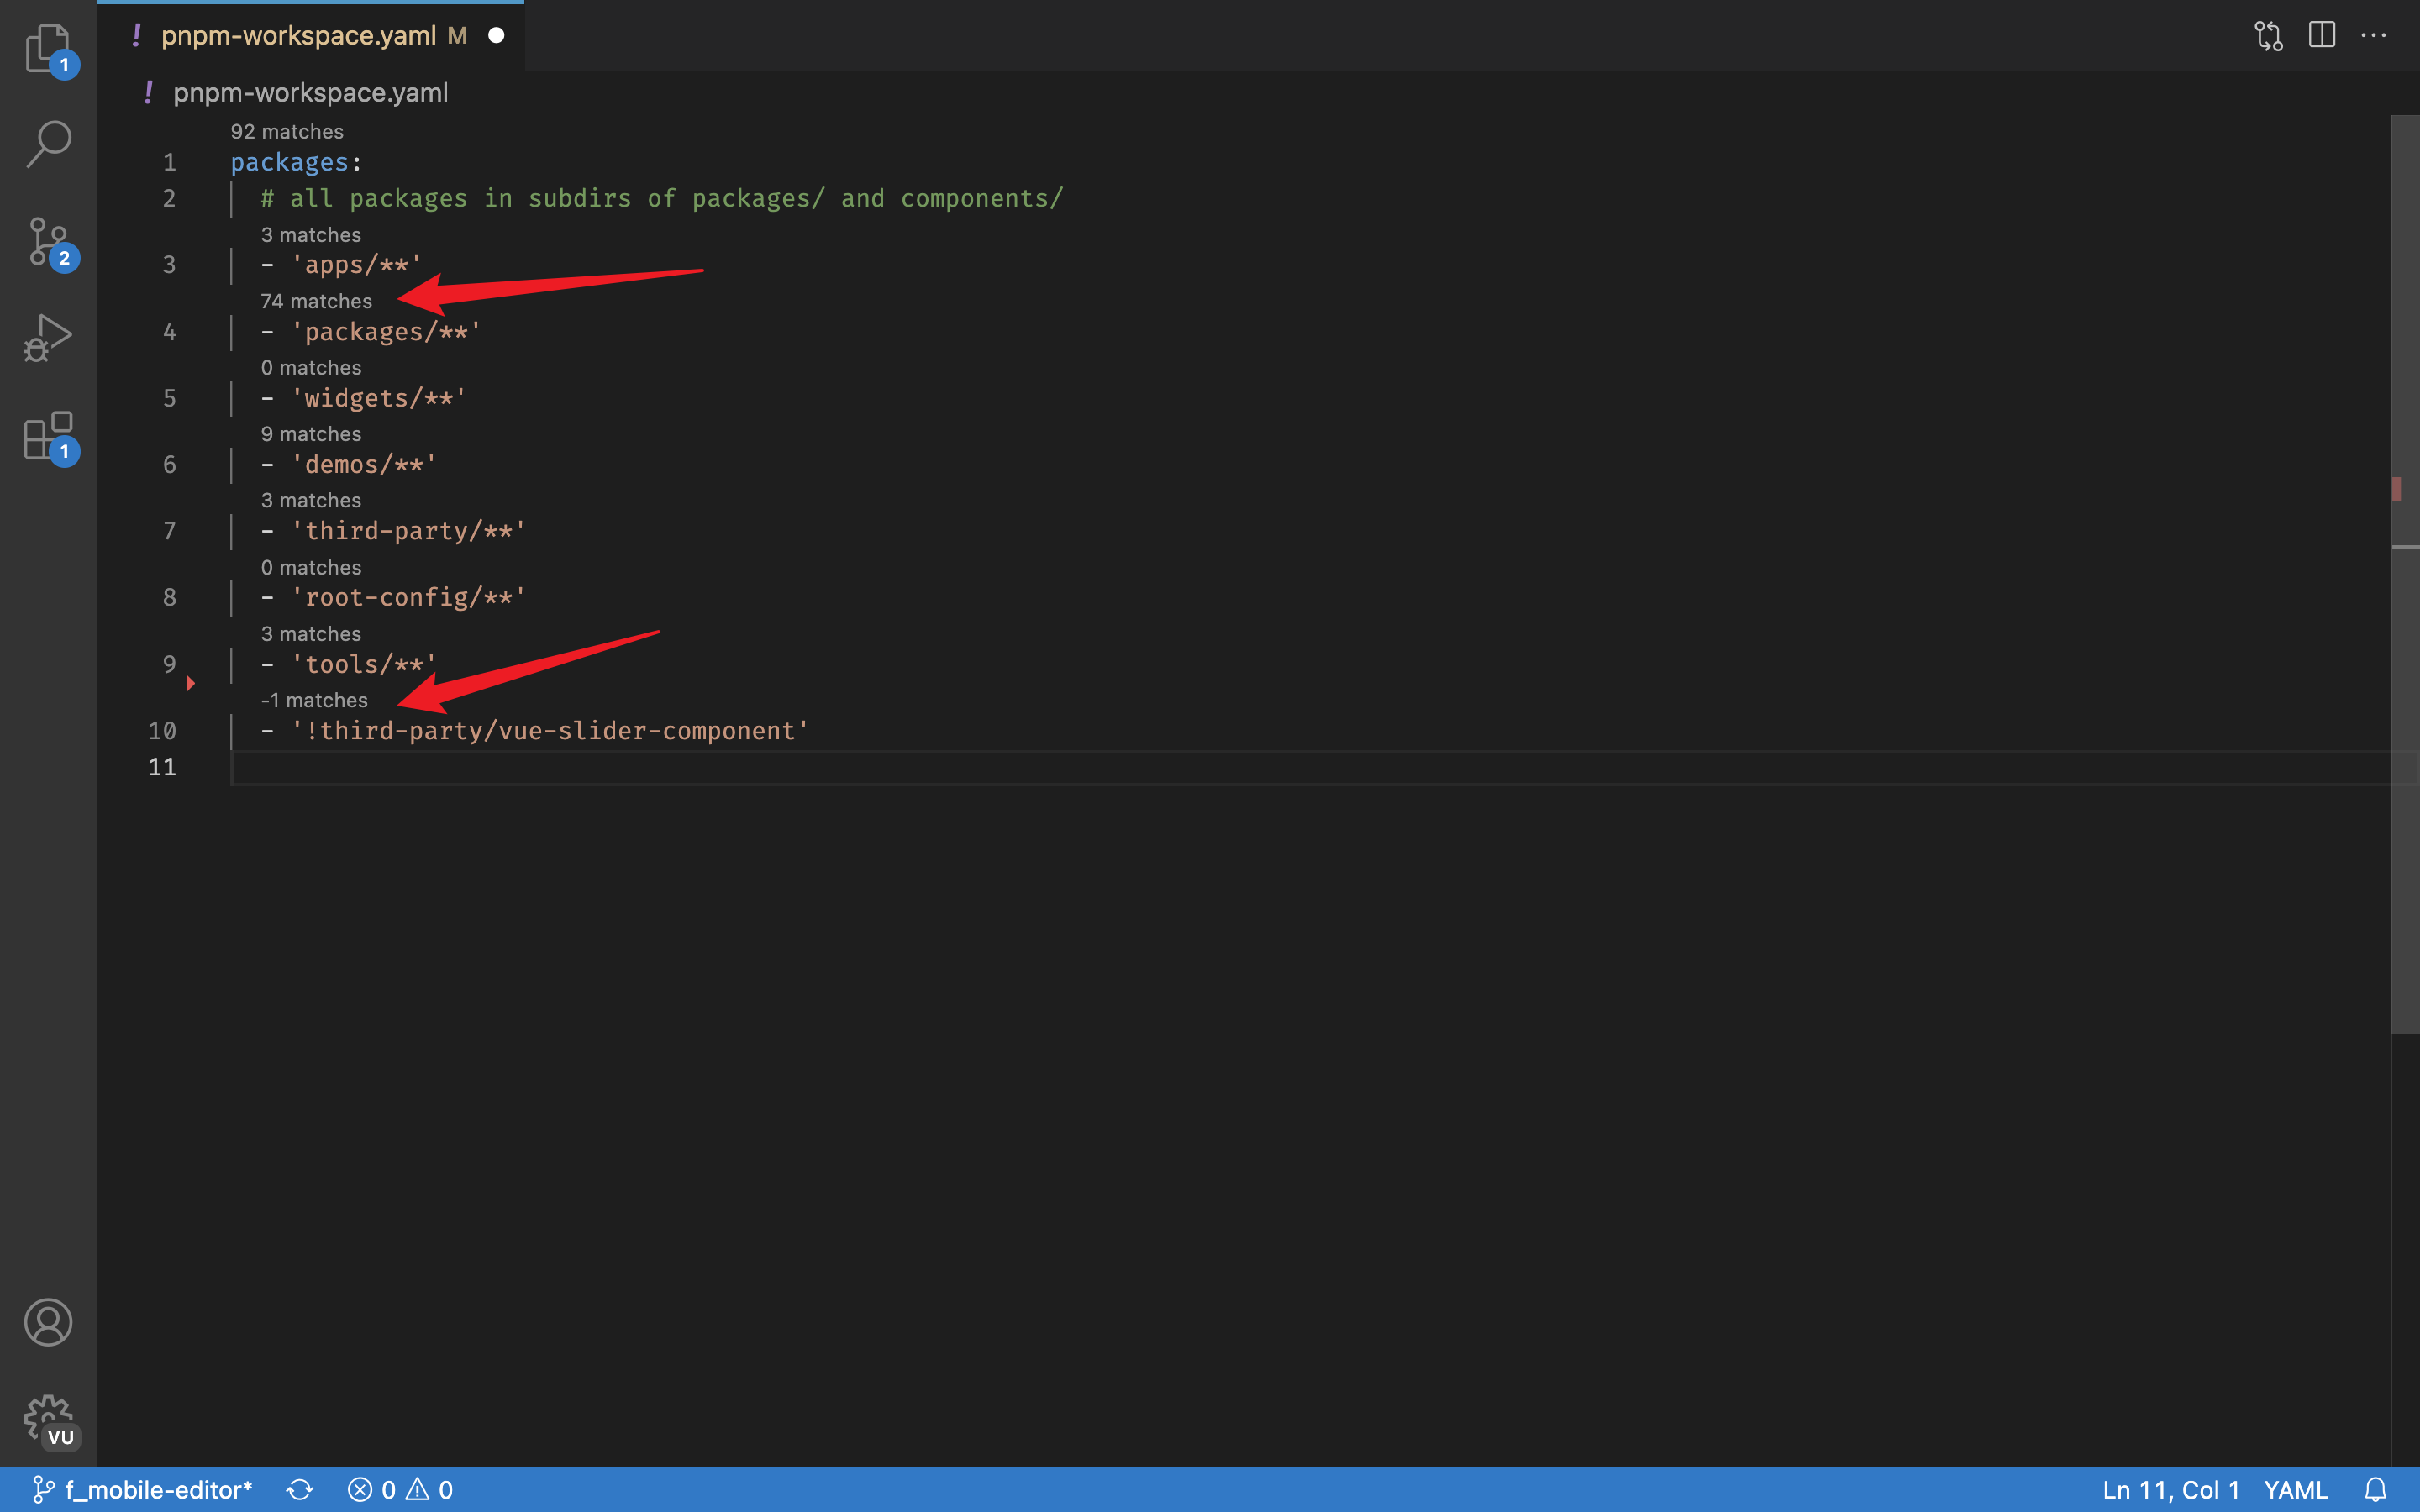 ! pnpm-workspace.yaml M
! pnpm-workspace.yaml
92 matches
1 packages:
2 # all packages in subdirs of packages/ and components/
3 matches
3 - 'apps/**'
74 matches
4 - 'packages/**'
0 matches
5 - 'widgets/**'
9 matches
6 - 'demos/**'
3 matches
7 - 'third-party/**'
0 matches
8 - 'root-config/**'
3 matches
9 - 'tools/**'
-1 matches
10 - '!third-party/vue-slider-component'
11
1
2
1
VU
f_mobile-editor* 0 0 Ln 11, Col 1 YAML